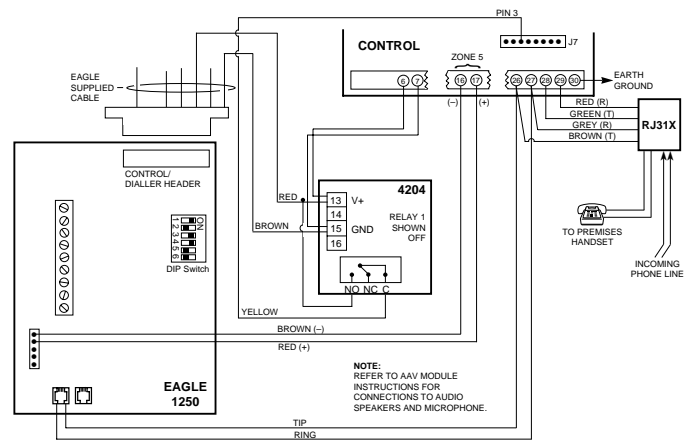 PIN 3
J7
CONTROL
ZONE 5
6 7
16 17
26 27 28 29 30
(–) (+)
EARTH
GROUND
EAGLE
SUPPLIED
CABLE
RED (R)
GREEN (T)
GREY (R)
BROWN (T)
RJ31X
CONTROL/
DIALLER HEADER
ON
1 2 3 4 5 6
DIP Switch
RED
BROWN
4204
13 V+
14
15 GND
16
RELAY 1
SHOWN
OFF
NO NC C
YELLOW
TO PREMISES
HANDSET
INCOMING
PHONE LINE
BROWN (–)
RED (+)
NOTE:
REFER TO AAV MODULE
INSTRUCTIONS FOR
CONNECTIONS TO AUDIO
SPEAKERS AND MICROPHONE.
EAGLE
1250
TIP
RING